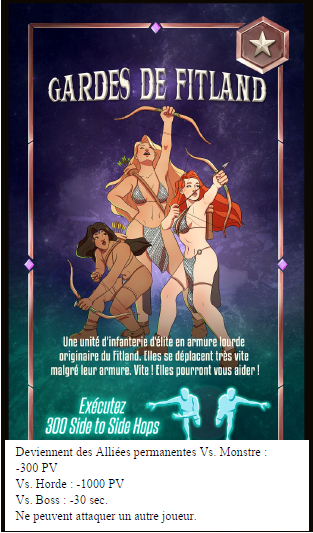 GARDES DE FITLAND
Une unité d'infanterie d'élite en armure lourde
originaire du Fitland. Elles se déplacent très vite
malgré leur armure. Vite ! Elles pourront vous aider !
Exécutez
300 Side to Side Hops
Deviennent des Alliées permanentes Vs. Monstre :
-300 PV
Vs. Horde : -1000 PV
Vs. Boss : -30 sec.
Ne peuvent attaquer un autre joueur.